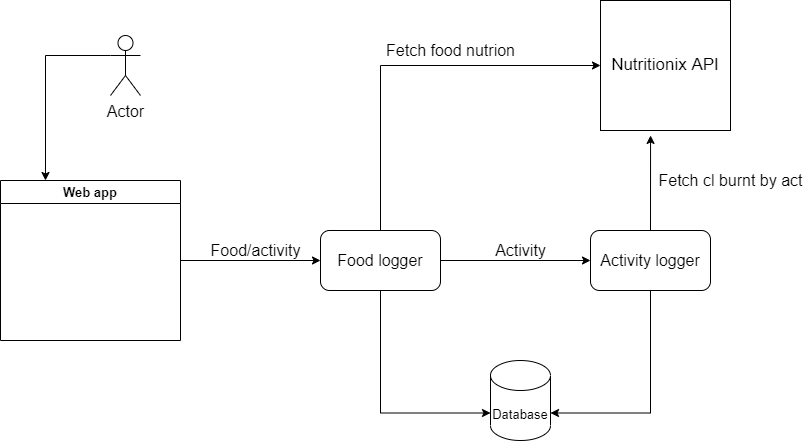 Fetch food nutrion
Nutritionix API
Actor
Fetch cl burnt by act
Web app
Food/activity
Food logger
Activity
Activity logger
Database